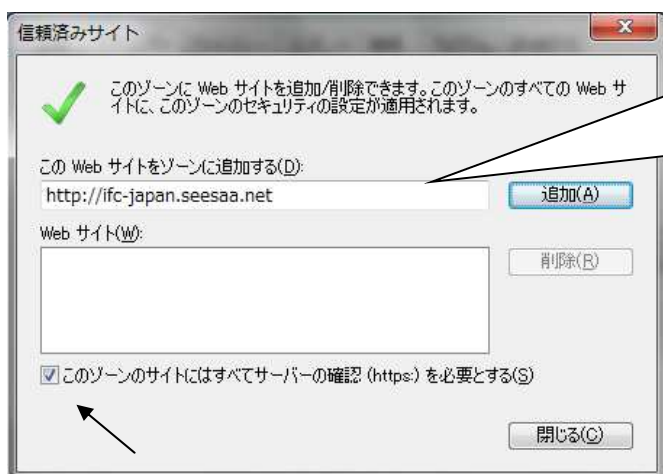 信頼済みサイト
このゾーンに Web サイトを追加/削除できます。このゾーンのすべての Web サ
イトに、このゾーンのセキュリティの設定が適用されます。
この Web サイトをゾーンに追加する(D):
http://ifc-japan.seesaa.net
追加(A)
Web サイト(W):
削除(R)
このゾーンのサイトにはすべてサーバーの確認 (https:) を必要とする(S)
閉じる(C)